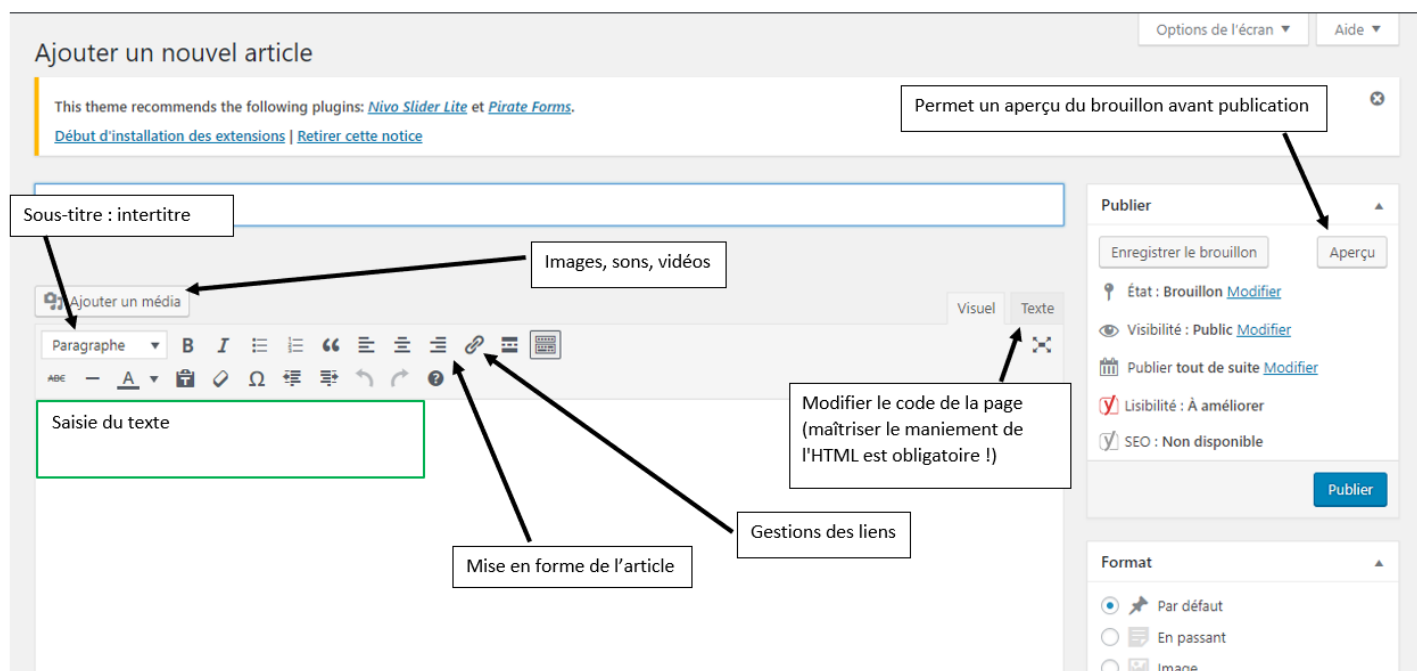 Options de l'écran ▼
Aide ▼
Ajouter un nouvel article
This theme recommends the following plugins: Nivo Slider Lite et Pirate Forms.
Début d'installation des extensions | Retirer cette notice
Permet un aperçu du brouillon avant publication
Sous-titre : intertitre
Images, sons, vidéos
Ajouter un média
Visuel
Texte
Paragraphe ▼ B I
ABC A ▼ Ω
Saisie du texte
Modifier le code de la page
(maîtriser le maniement de
l'HTML est obligatoire !)
Gestions des liens
Mise en forme de l’article
Publier
Enregistrer le brouillon
Aperçu
État : Brouillon Modifier
Visibilité : Public Modifier
Publier tout de suite Modifier
Lisibilité : À améliorer
SEO : Non disponible
Publier
Format
Par défaut
En passant
Image